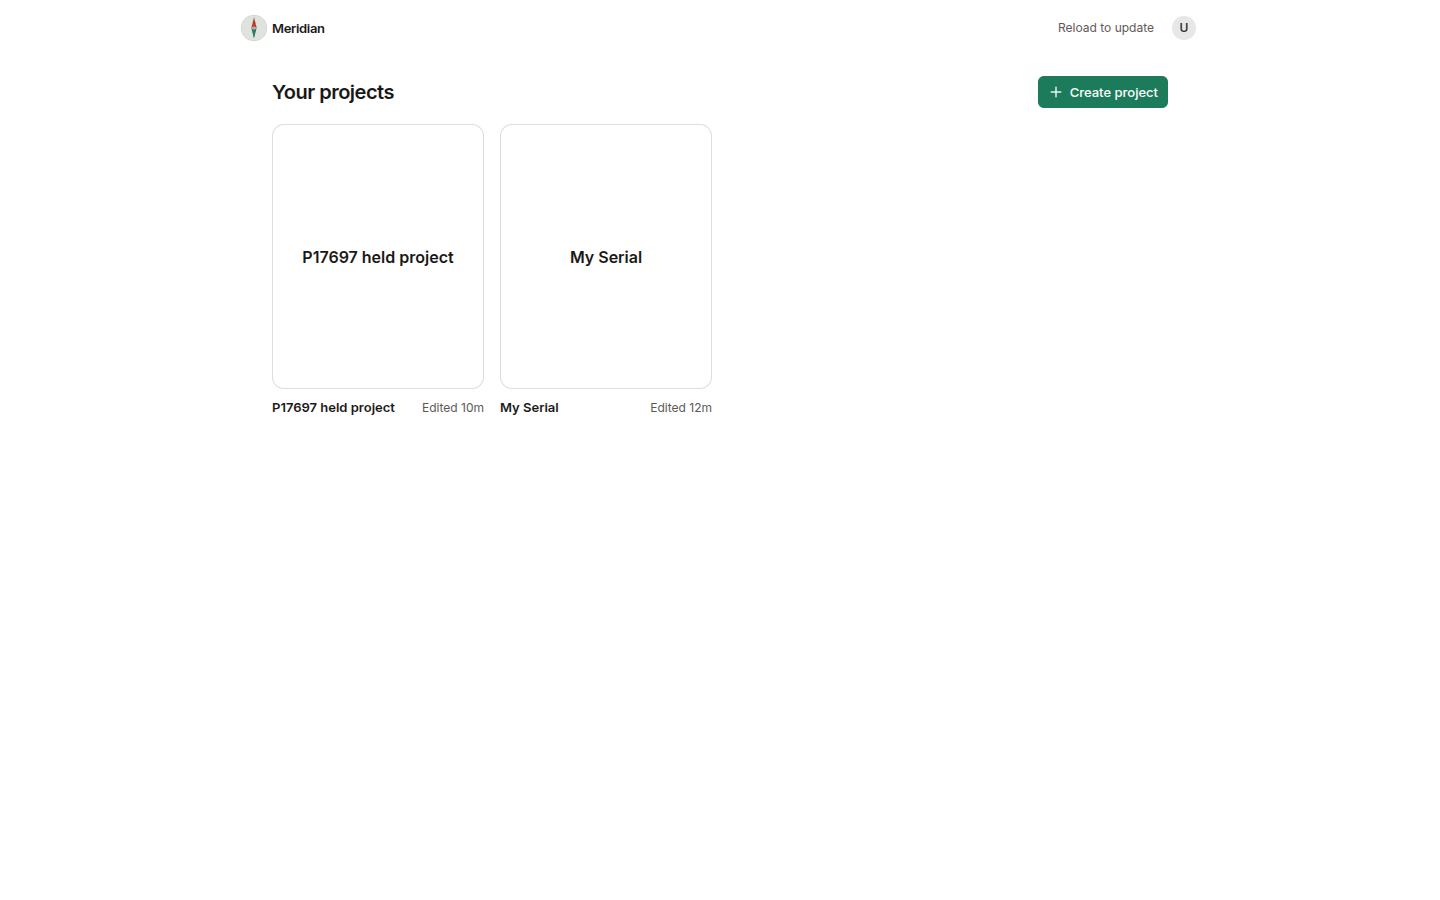 Meridian
Reload to update
U
Your projects
Create project
P17697 held project
My Serial
P17697 held project
Edited 10m
My Serial
Edited 12m